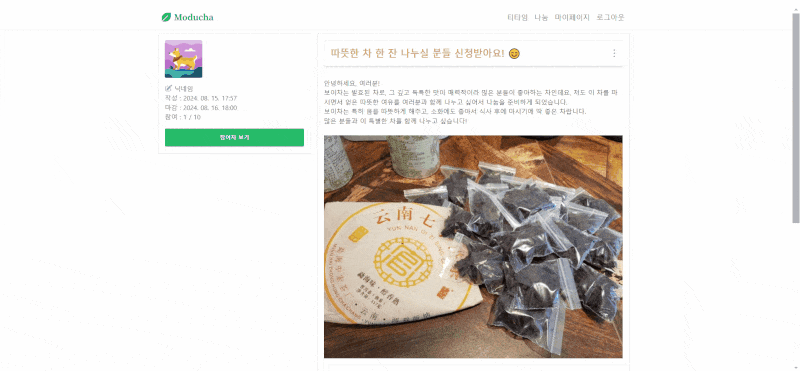 Moducha
티타임 나눔 마이페이지 로그아웃
닉네임
작성 : 2024. 08. 15. 17:57
마감 : 2024. 08. 16. 18:00
참여 : 1 / 10
참여자 보기
따뜻한 차 한 잔 나누실 분들 신청받아요! 😊
안녕하세요, 여러분!
보이차는 발효된 차로, 그 깊고 독특한 맛이 매력적이라 많은 분들이 좋아하는 차인데요. 저도 이 차를 마
시면서 얻은 따뜻한 여유를 여러분과 함께 나누고 싶어서 나눔을 준비하게 되었습니다.
보이차는 특히 몸을 따뜻하게 해주고, 소화에도 좋아서 식사 후에 마시기에 딱 좋은 차랍니다.
많은 분들과 이 특별한 차를 함께 나누고 싶습니다!
云南七
YUN NAN